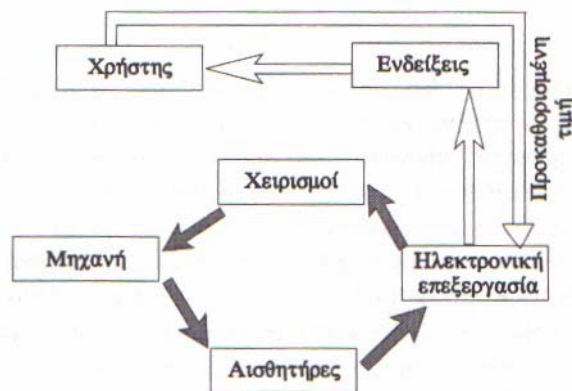 Χρήστης
Ενδείξεις
Προκαθορισμένη
τιμή
Χειρισμοί
Μηχανή
Ηλεκτρονική
επεξεργασία
Αισθητήρες